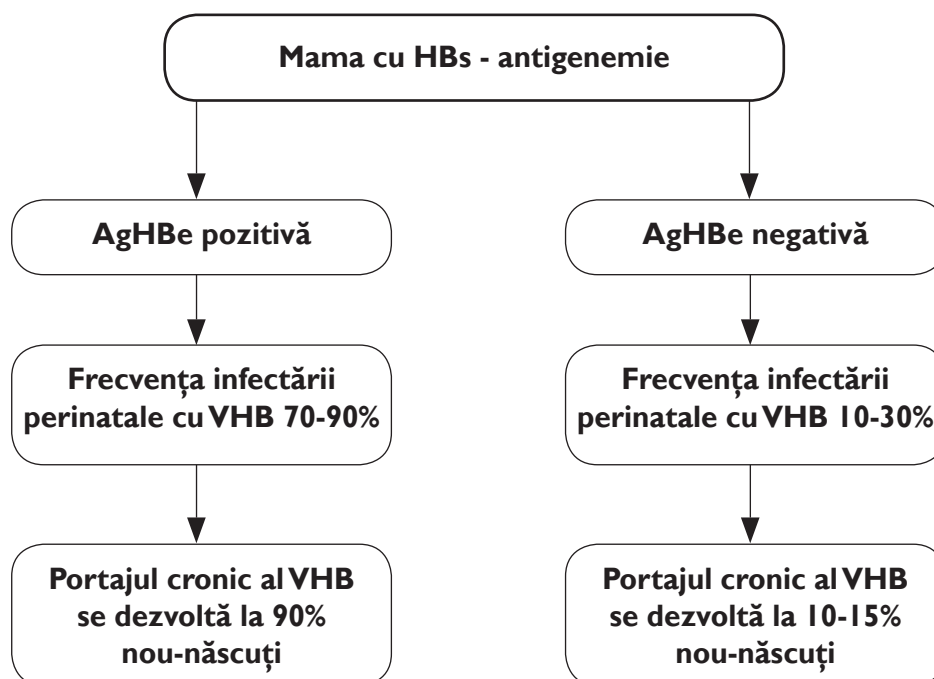 Mama cu HBs - antigenemie
AgHBe pozitivă
AgHBe negativă
Frecvența infectării
perinatale cu VHB 70-90%
Frecvența infectării
perinatale cu VHB 10-30%
Portajul cronic al VHB
se dezvoltă la 90%
nou-născuți
Portajul cronic al VHB
se dezvoltă la 10-15%
nou-născuți